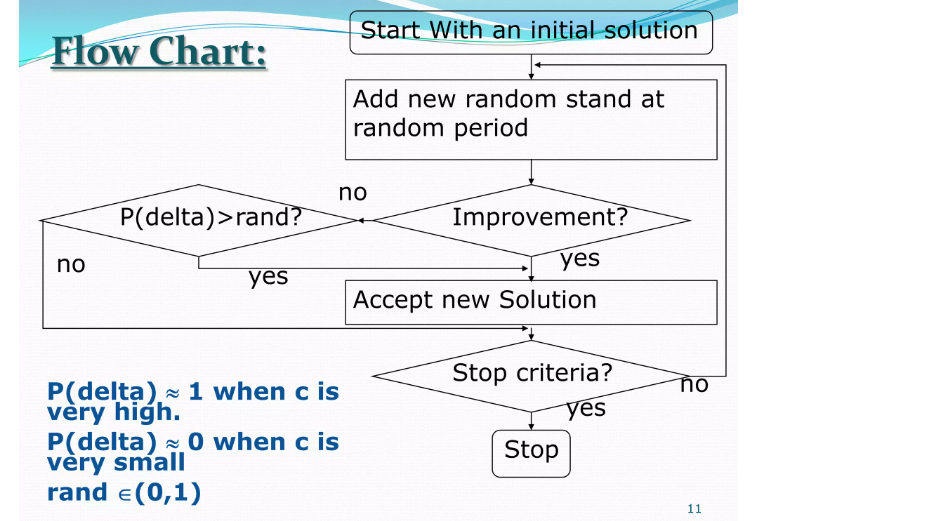 Flow Chart:
Start With an initial solution
Add new random stand at
random period
no
P(delta)>rand?
Improvement?
no
yes
yes
Accept new Solution
Stop criteria?
no
yes
Stop
P(delta) ≈ 1 when c is
very high.
P(delta) ≈ 0 when c is
very small
rand ∈(0,1)
11